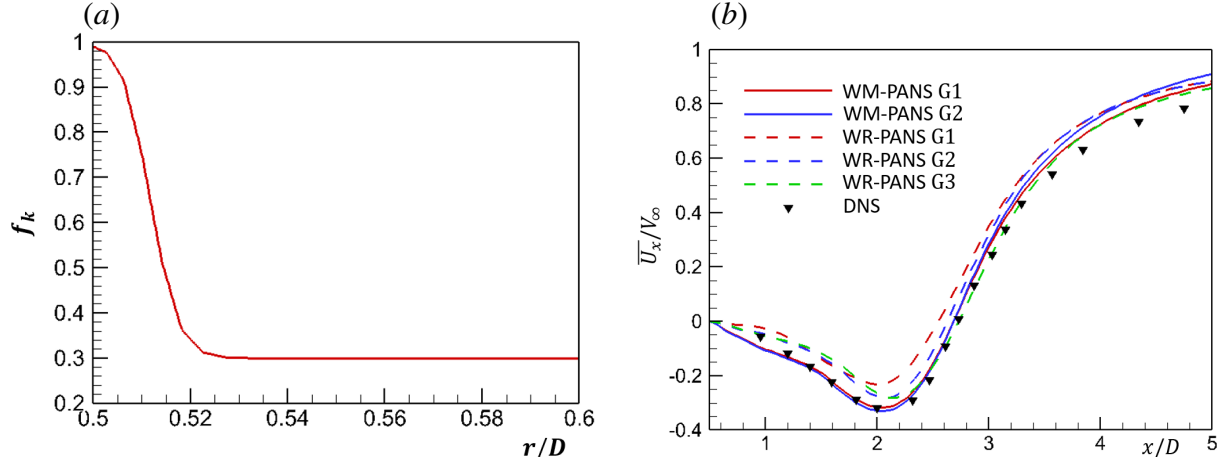 (a)
1
0.9
0.8
0.7
0.6
0.5
0.4
0.3
0.2
f_k
0.5 0.52 0.54 0.56 0.58 0.6
r/D
(b)
1
0.8
0.6
0.4
0.2
0
-0.2
-0.4
U_x/V_∞
WM-PANS G1
WM-PANS G2
WR-PANS G1
WR-PANS G2
WR-PANS G3
DNS
1 2 3 4 x/D 5